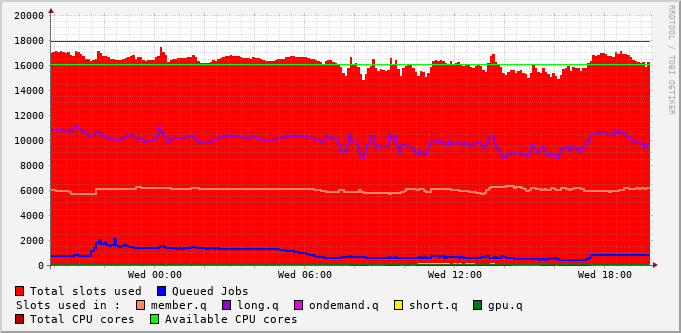 20000
18000
16000
14000
12000
10000
8000
6000
4000
2000
0
Wed 00:00 Wed 06:00 Wed 12:00 Wed 18:00
RRDTOOL / TOBI OETIKER
Total slots used Queued Jobs
Slots used in : member.q long.q ondemand.q short.q gpu.q
Total CPU cores Available CPU cores